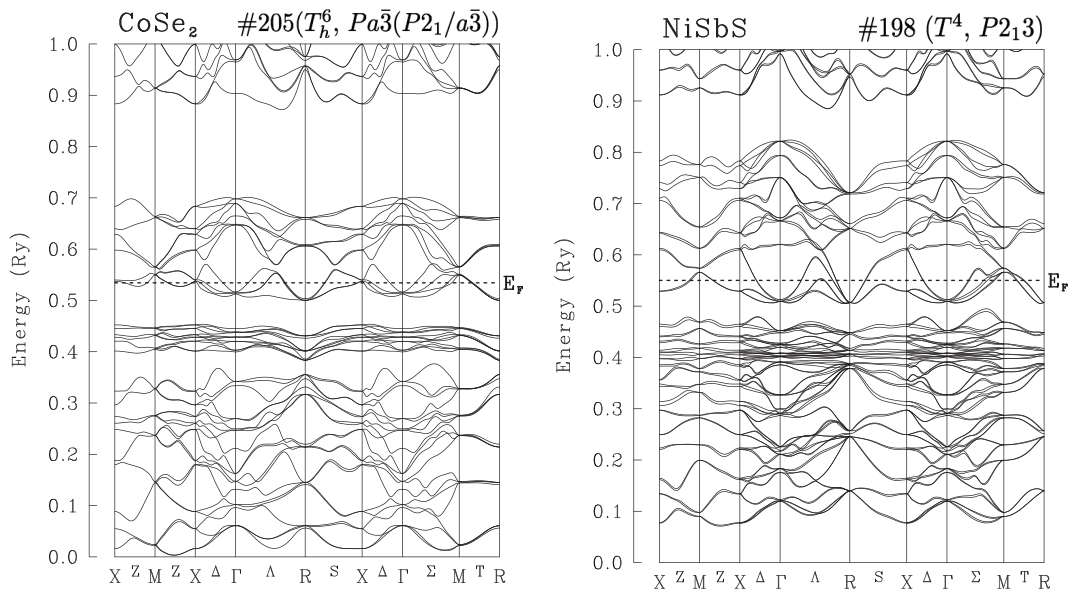 CoSe₂ #205(T⁶ₕ, Pa3̄(P2₁/a3̄))
Energy (Ry)
1.0
0.9
0.8
0.7
0.6
0.5
0.4
0.3
0.2
0.1
0.0
E_F
X Z M Z X Δ Γ Λ R S X Δ Γ Σ M T R
NiSbS #198 (T⁴, P2₁3)
Energy (Ry)
1.0
0.9
0.8
0.7
0.6
0.5
0.4
0.3
0.2
0.1
0.0
E_F
X Z M Z X Δ Γ Λ R S X Δ Γ Σ M T R